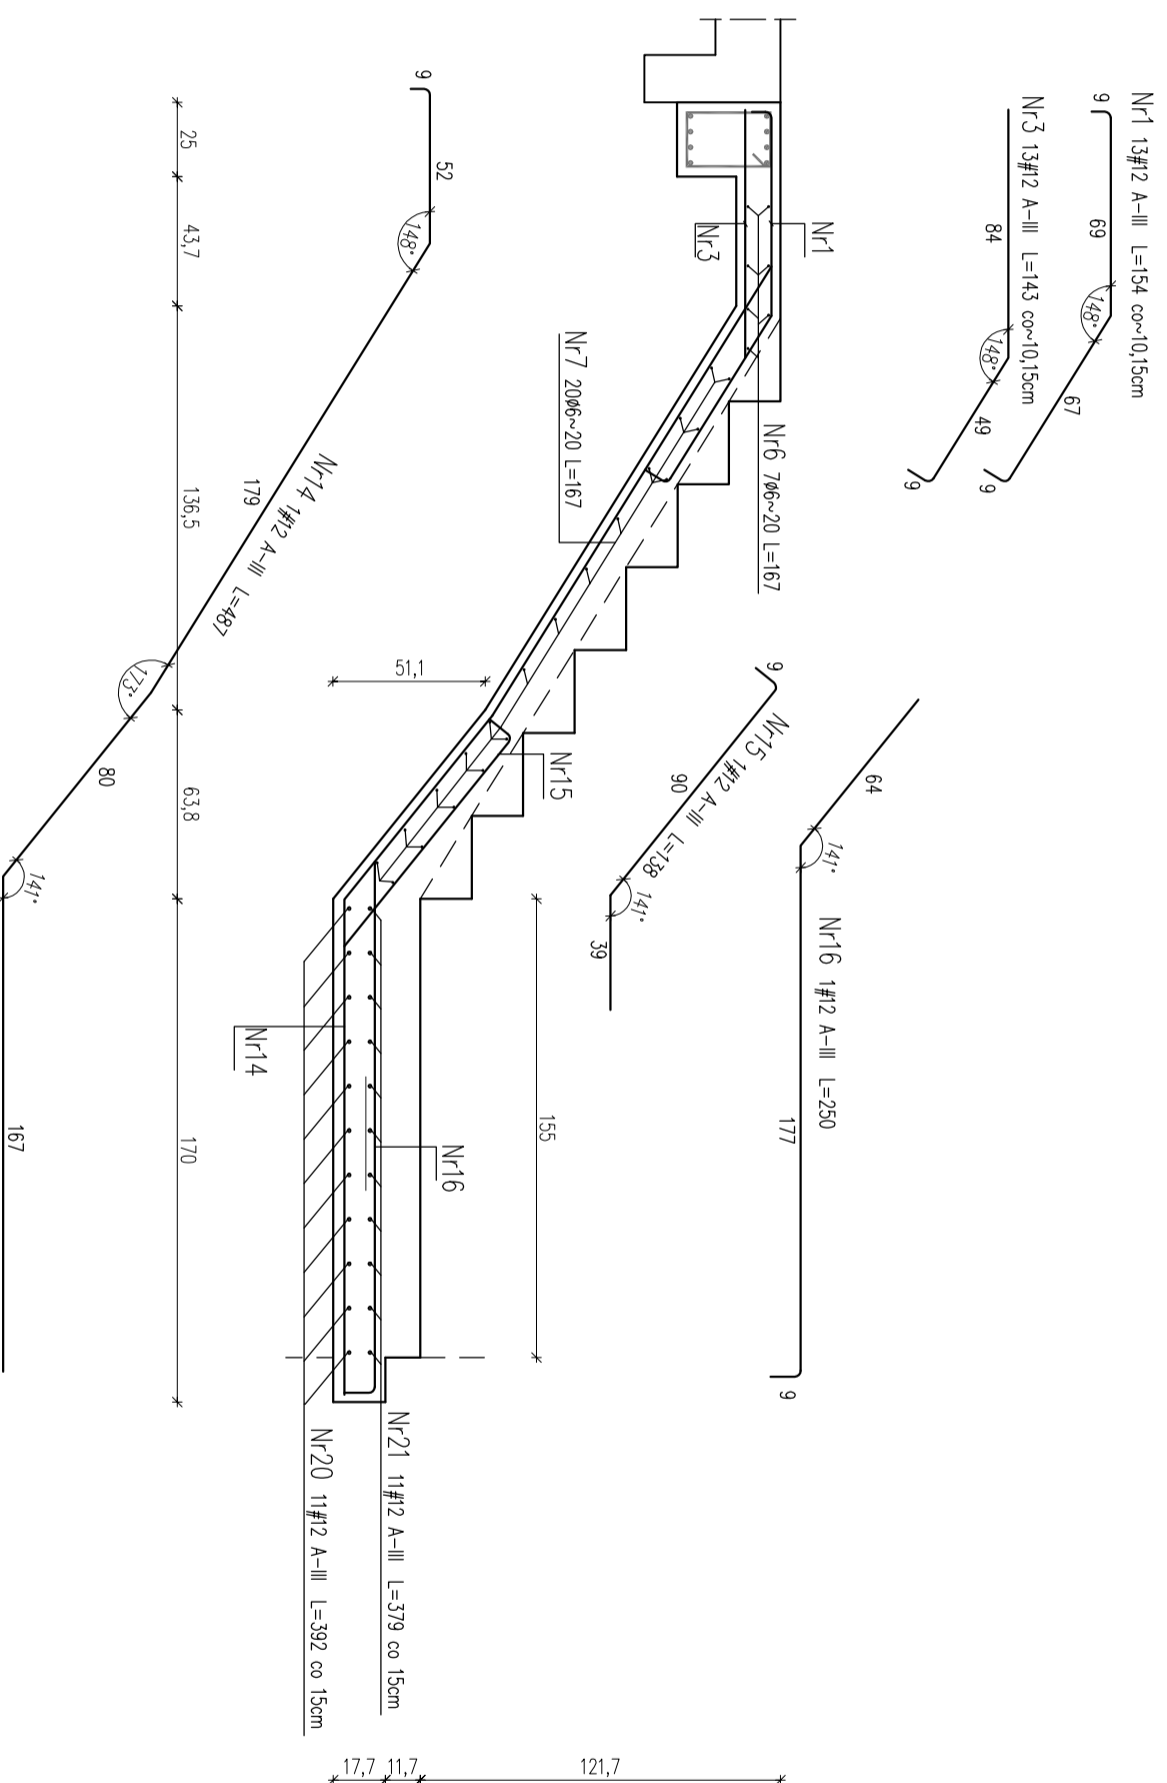 Nr1 13#12 A-III L=154 co~10,15cm
9
69
148°
67
9
Nr3 13#12 A-III L=143 co~10,15cm
84
148°
49
9
Nr1
Nr3
Nr6 7ø6~20 L=167
Nr7 20ø6~20 L=167
64
141°
Nr16 1#12 A-III L=250
177
9
9
Nr15 1#12 A-III L=138
90
141°
39
Nr15
51,1
155
Nr16
Nr14
Nr21 11#12 A-III L=379 co 15cm
Nr20 11#12 A-III L=392 co 15cm
17,7
11,7
121,7
9
52
148°
Nr14 1#12 A-III L=487
179
173°
80
141°
167
25
43,7
136,5
63,8
170